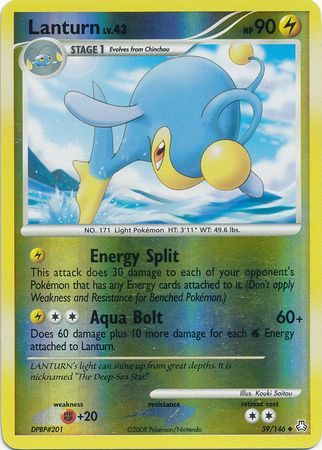 Lanturn LV.43 HP 90
STAGE 1 Evolves from Chinchou
NO. 171 Light Pokémon HT: 3'11" WT: 49.6 lbs.
Energy Split
This attack does 30 damage to each of your opponent's
Pokémon that has any Energy cards attached to it. (Don't apply
Weakness and Resistance for Benched Pokémon.)
Aqua Bolt 60+
Does 60 damage plus 10 more damage for each
Energy attached to Lanturn.
LANTURN's light can shine up from great depths. It is
nicknamed "The Deep-Sea Star."
Illus. Kouki Saitou
weakness resistance retreat cost
+20
DPBP#201 ©2008 Pokémon/Nintendo 59/146